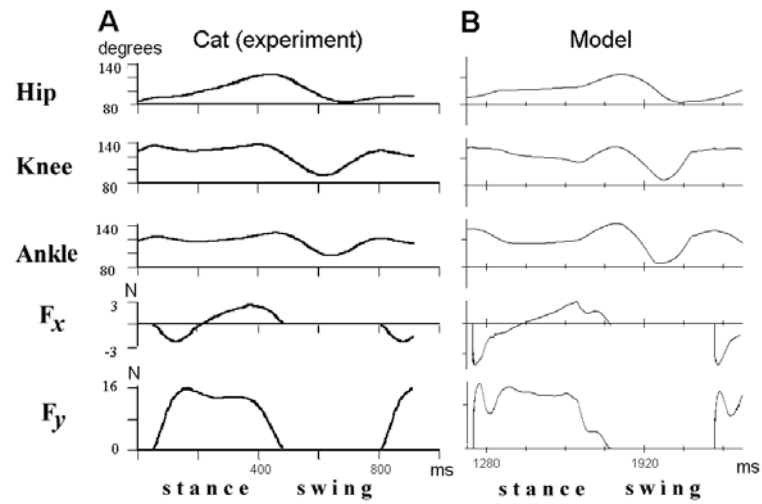 A
Cat (experiment)
B
Model
degrees
Hip
140
80
Knee
140
80
Ankle
140
80
N
Fx
3
-3
N
Fy
16
0
400
800
ms
1280
1920
ms
stance swing
stance swing